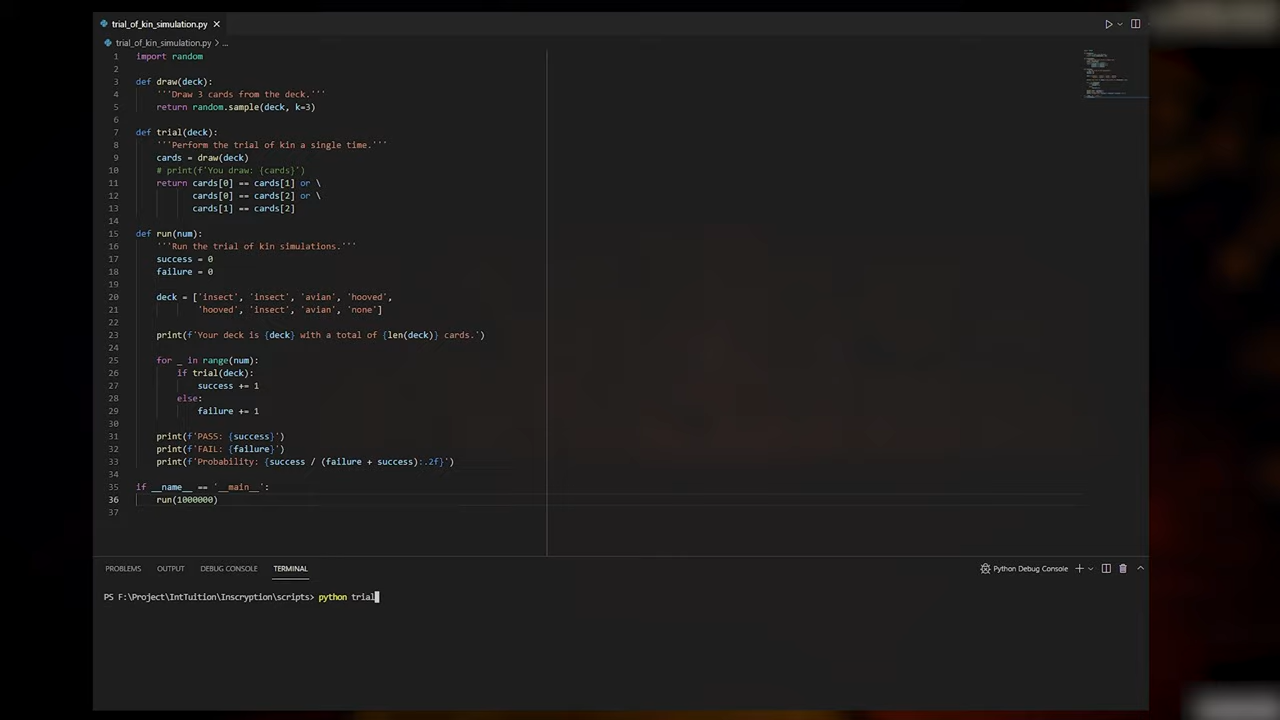 trial_of_kin_simulation.py
trial_of_kin_simulation.py > ...
1 import random
2
3 def draw(deck):
4 '''Draw 3 cards from the deck.'''
5 return random.sample(deck, k=3)
6
7 def trial(deck):
8 '''Perform the trial of kin a single time.'''
9 cards = draw(deck)
10 # print(f'You draw: {cards}')
11 return cards[0] == cards[1] or \
12 cards[0] == cards[2] or \
13 cards[1] == cards[2]
14
15 def run(num):
16 '''Run the trial of kin simulations.'''
17 success = 0
18 failure = 0
19
20 deck = ['insect', 'insect', 'avian', 'hooved',
21 'hooved', 'insect', 'avian', 'none']
22
23 print(f'Your deck is {deck} with a total of {len(deck)} cards.')
24
25 for _ in range(num):
26 if trial(deck):
27 success += 1
28 else:
29 failure += 1
30
31 print(f'PASS: {success}')
32 print(f'FAIL: {failure}')
33 print(f'Probability: {success / (failure + success):.2f}')
34
35 if __name__ == '__main__':
36 run(1000000)
37
PROBLEMS OUTPUT DEBUG CONSOLE TERMINAL Python Debug Console
PS F:\Project\IntTuition\Inscryption\scripts> python trial